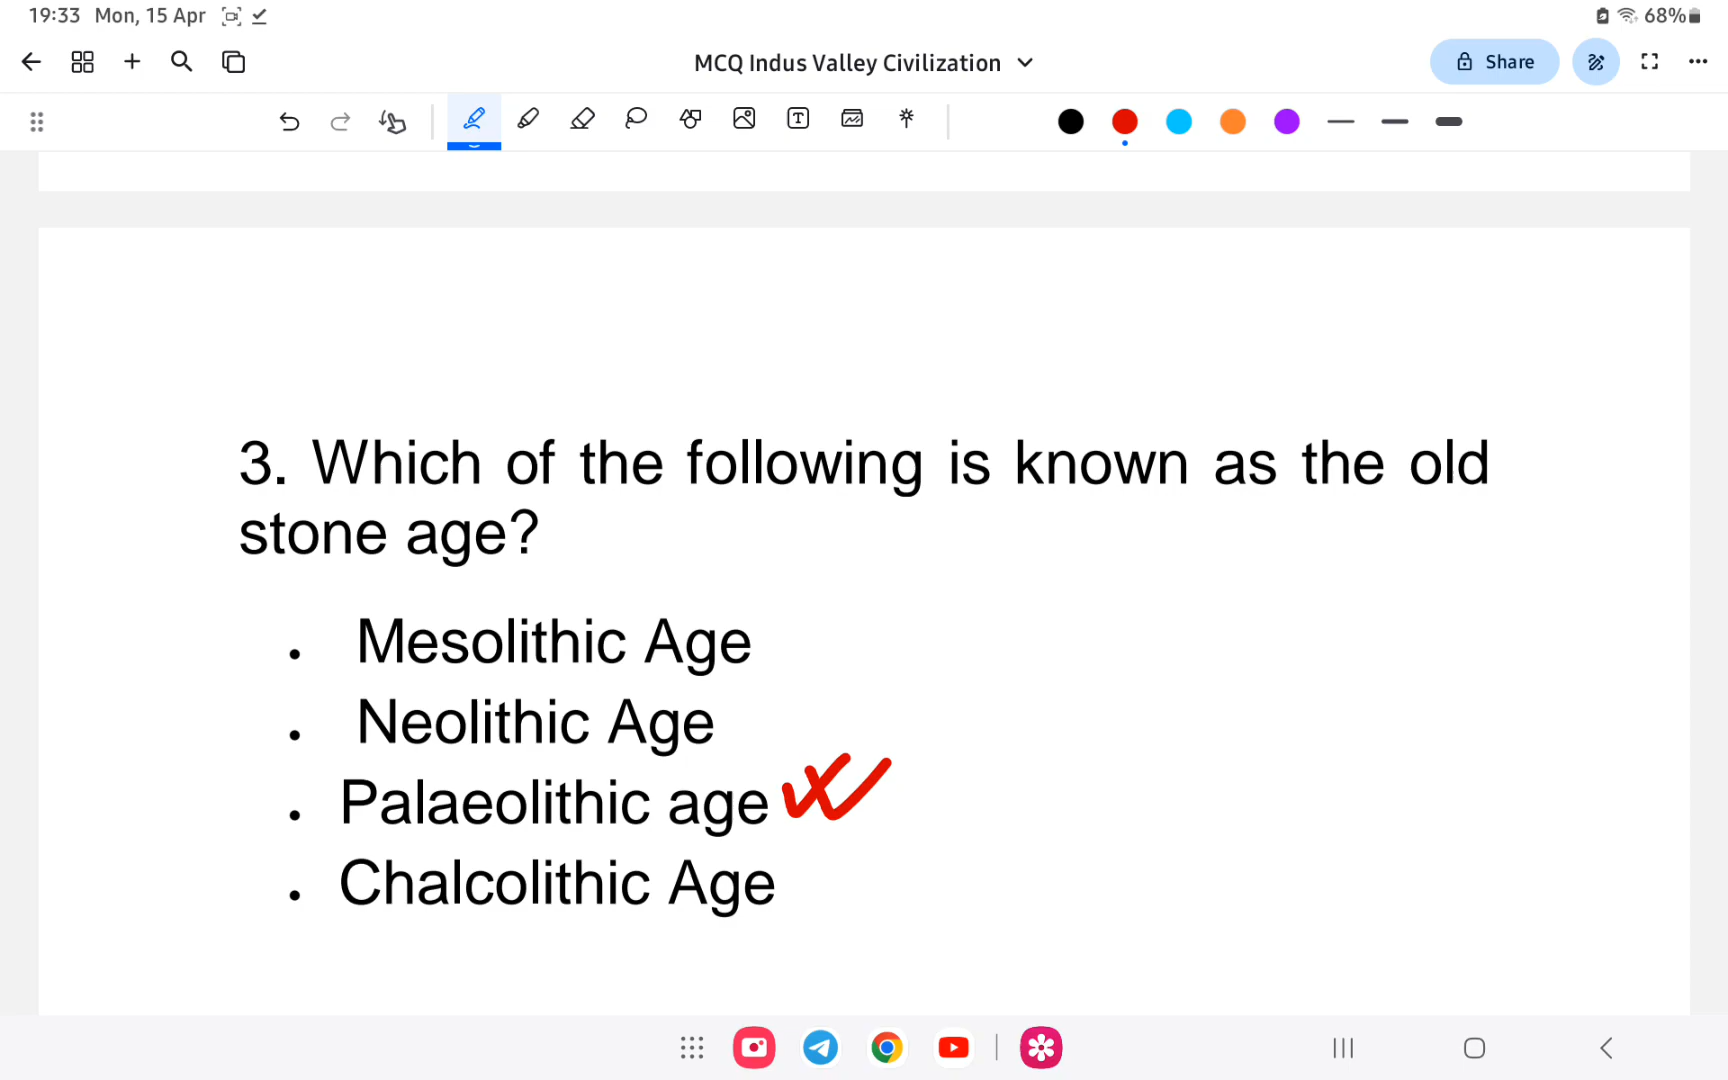 19:33 Mon, 15 Apr 68%
MCQ Indus Valley Civilization Share
3. Which of the following is known as the old
stone age?
. Mesolithic Age
. Neolithic Age
. Palaeolithic age
. Chalcolithic Age